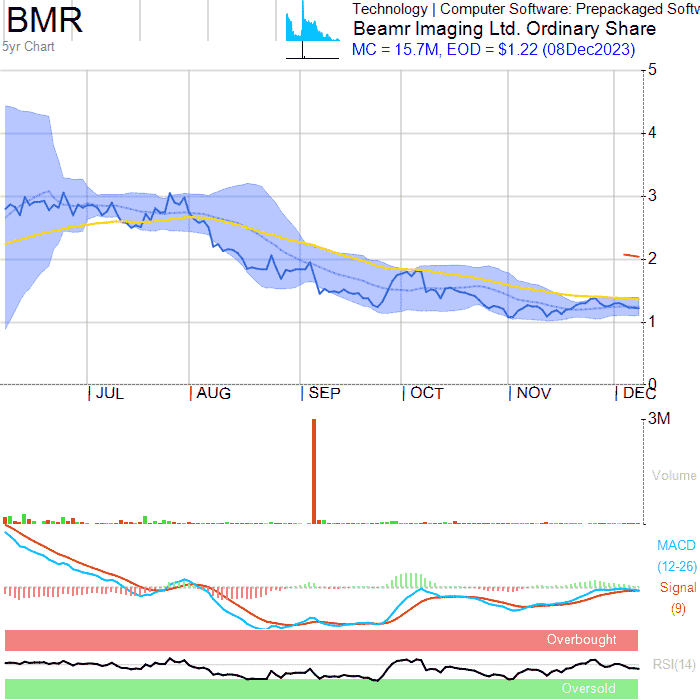 BMR
5yr Chart
Technology | Computer Software: Prepackaged Softw
Beamr Imaging Ltd. Ordinary Share
MC = 15.7M, EOD = $1.22 (08Dec2023)
5
4
3
2
1
0
JUL AUG SEP OCT NOV DEC
3M
Volume
MACD
(12-26)
Signal
(9)
Overbought
RSI(14)
Oversold